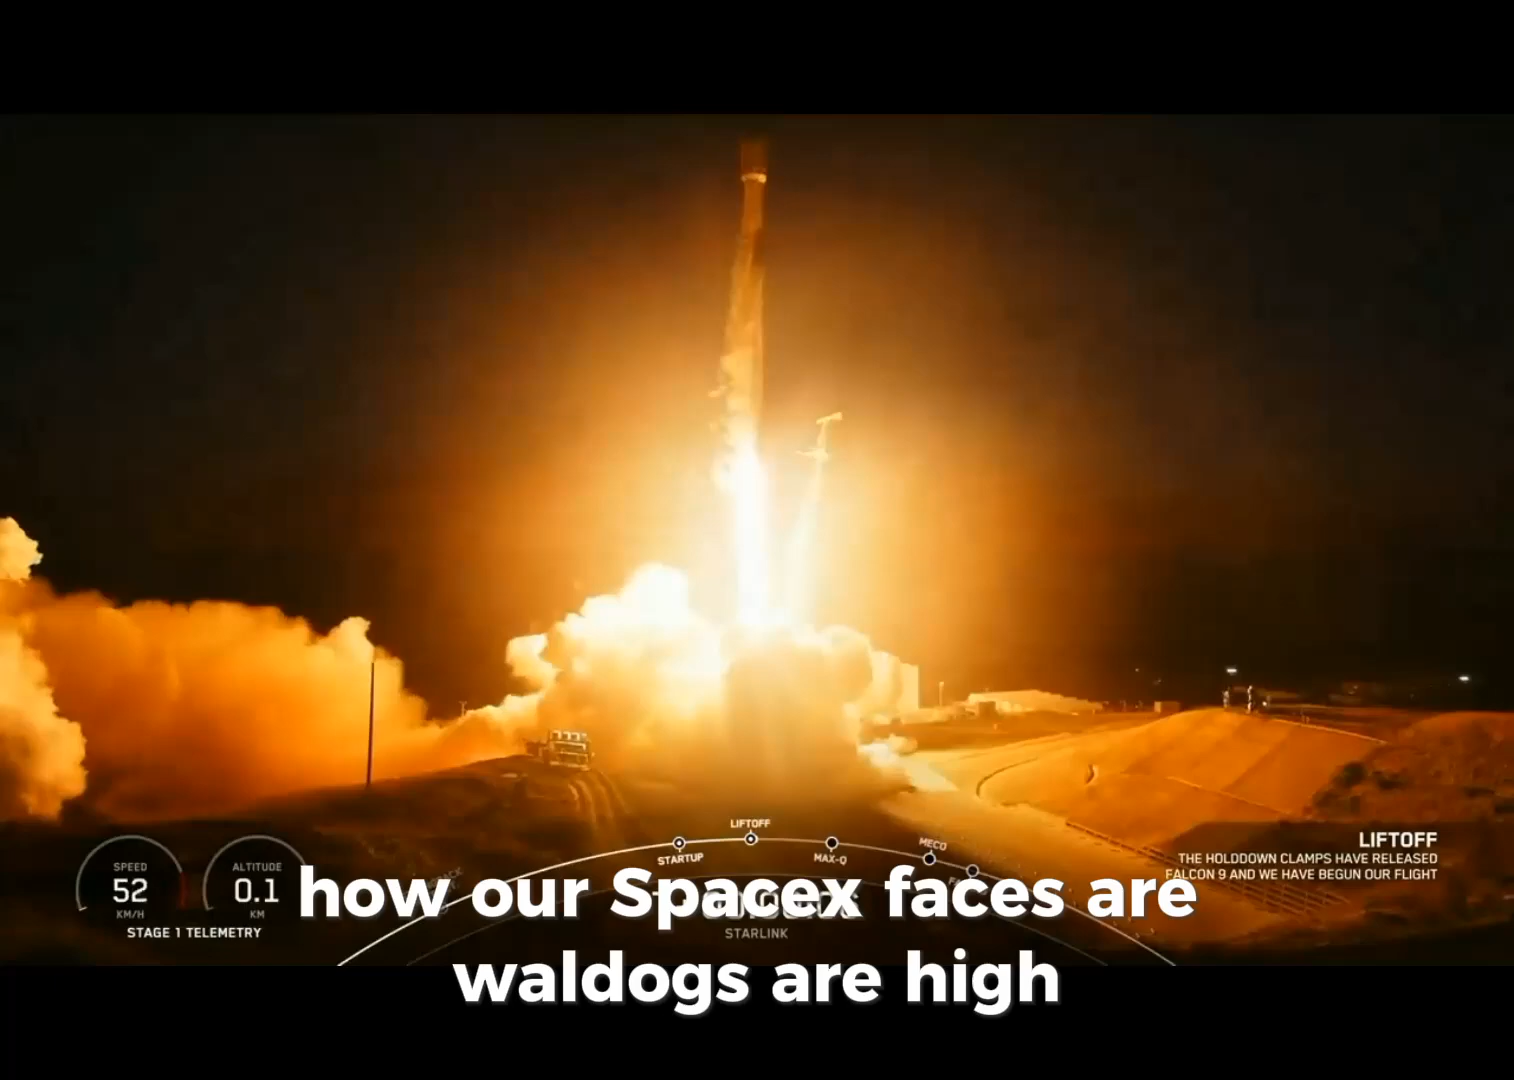 LIFTOFF
STARTUP
MAX-Q
MECO
SPEED
52
KM/H
ALTITUDE
0.1
KM
STAGE 1 TELEMETRY
LIFTOFF
THE HOLDDOWN CLAMPS HAVE RELEASED
FALCON 9 AND WE HAVE BEGUN OUR FLIGHT
how our Spacex faces are
STARLINK
waldogs are high